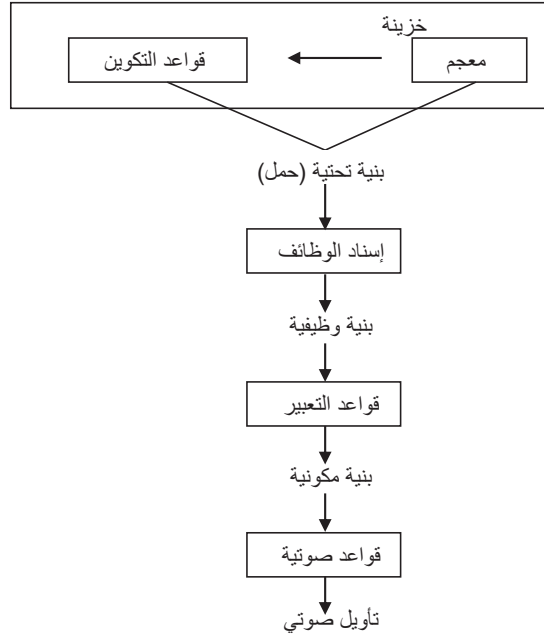 خزينة
معجم
قواعد التكوين
بنية تحتية (حمل)
إسناد الوظائف
بنية وظيفية
قواعد التعبير
بنية مكونية
قواعد صوتية
تأويل صوتي